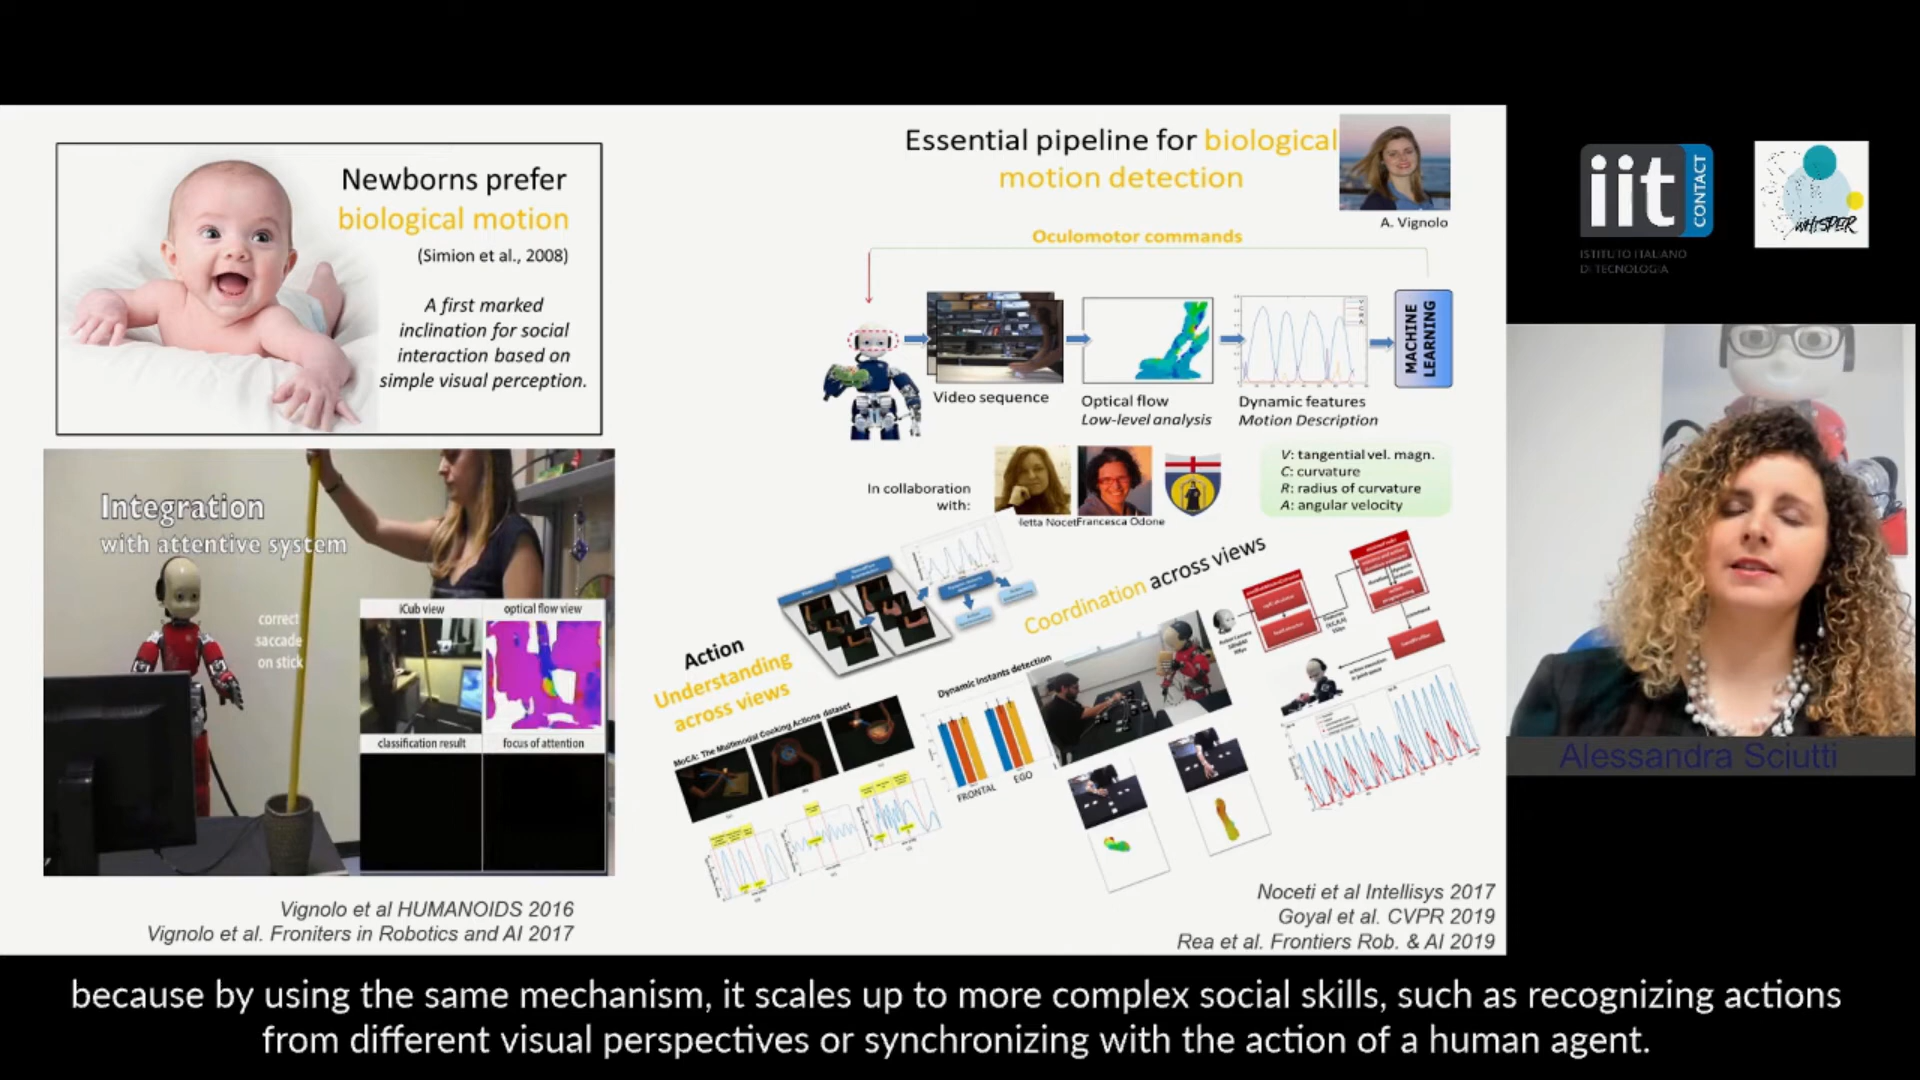 Newborns prefer
biological motion
(Simion et al., 2008)
A first marked
inclination for social
interaction based on
simple visual perception.
Integration
with attentive system
correct
saccade
on stick
iCub view
optical flow view
classification result
focus of attention
Vignolo et al HUMANOIDS 2016
Vignolo et al. Froniters in Robotics and AI 2017
Essential pipeline for biological
motion detection
A. Vignolo
Oculomotor commands
Video sequence
Optical flow
Low-level analysis
Dynamic features
Motion Description
MACHINE
LEARNING
In collaboration
with:
letta Nocet
Francesca Odone
V: tangential vel. magn.
C: curvature
R: radius of curvature
A: angular velocity
Action
Understanding
across views
MoCA: The Multimodal Cooking Actions dataset
Dynamic Instants detection
FRONTAL
EGO
Coordination across views
Noceti et al Intellisys 2017
Goyal et al. CVPR 2019
Rea et al. Frontiers Rob. & AI 2019
iit
CONTACT
ISTITUTO ITALIANO
DI TECNOLOGIA
wHiSPER
Alessandra Sciutti
because by using the same mechanism, it scales up to more complex social skills, such as recognizing actions
from different visual perspectives or synchronizing with the action of a human agent.